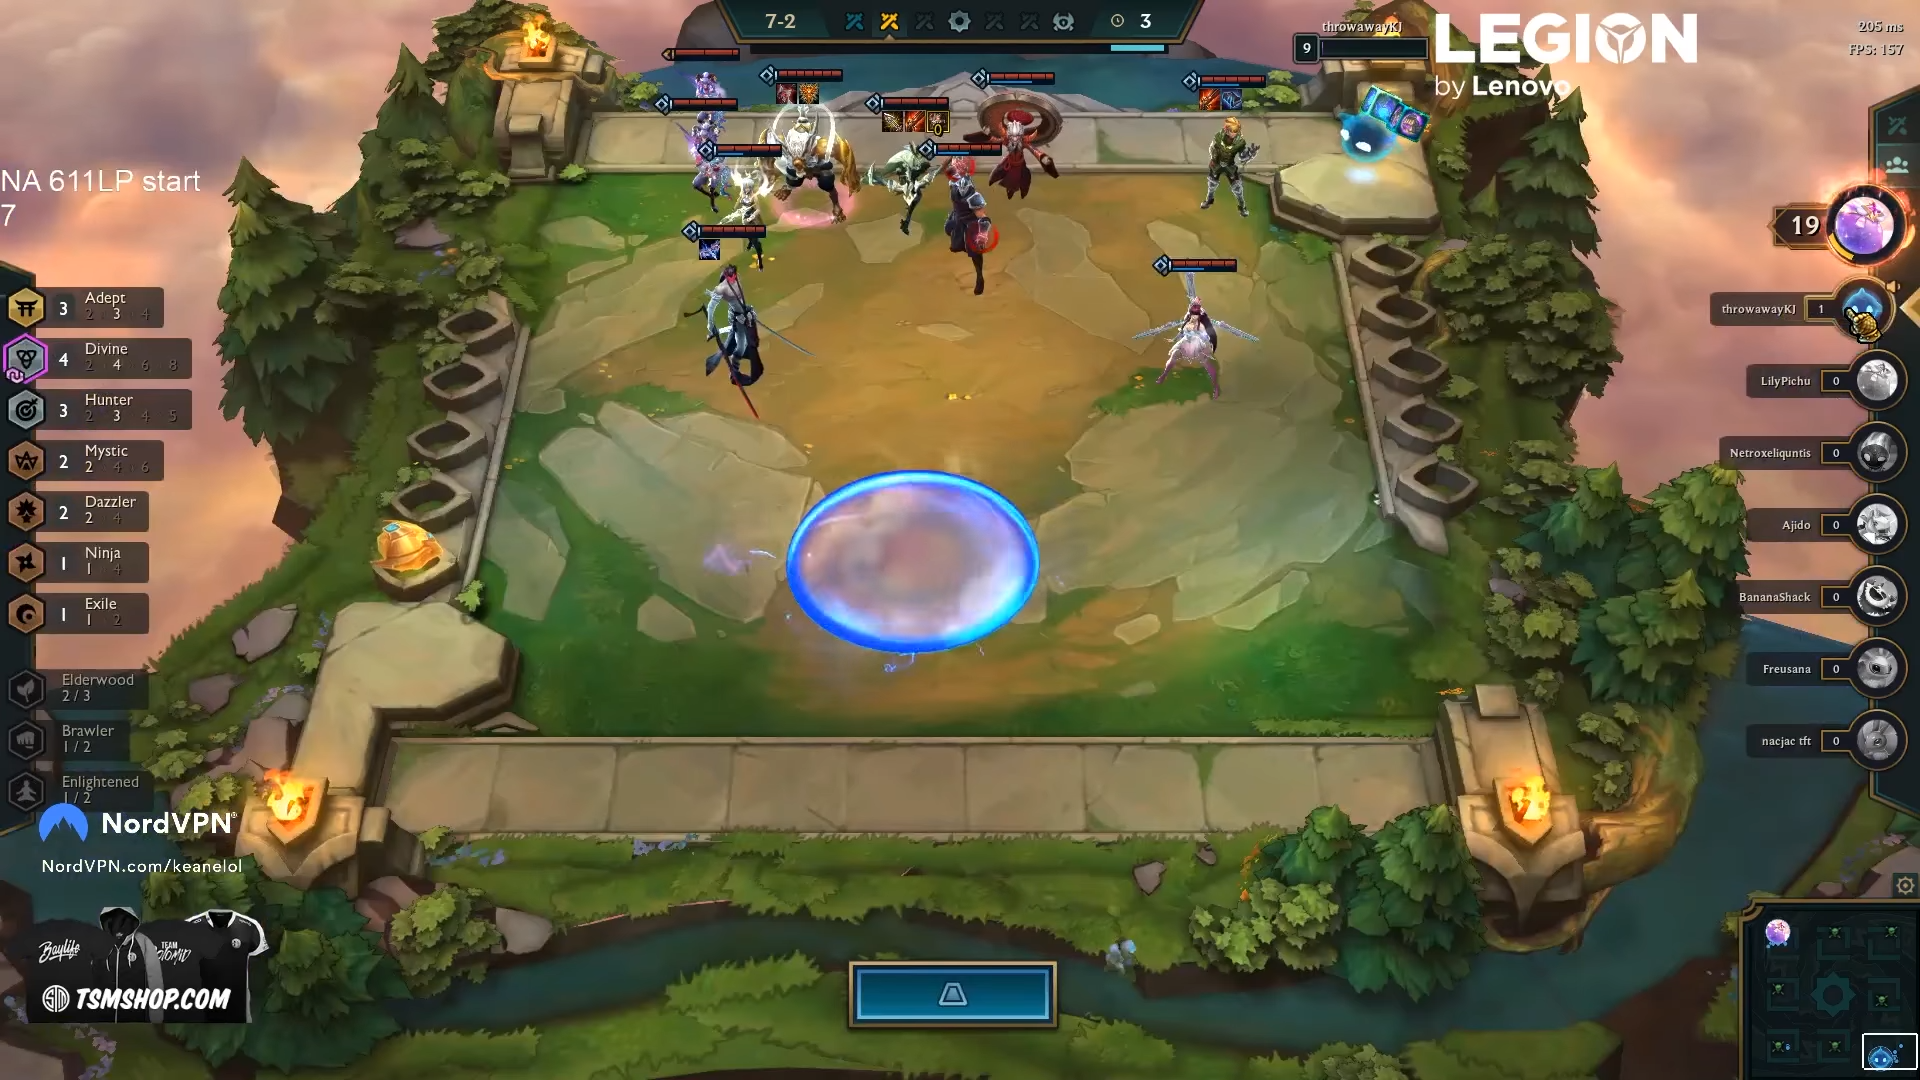 7-2
3
throwawayKJ
9
LEGION
by Lenovo
205 ms
FPS: 157
NA 611LP start
7
19
3 Adept
2 3 4
4 Divine
2 4 6 8
3 Hunter
2 3 4 5
2 Mystic
2 4 6
2 Dazzler
2 4
1 Ninja
1 4
1 Exile
1 2
Elderwood
2 / 3
Brawler
1 / 2
Enlightened
1 / 2
0
throwawayKJ 1
LilyPichu 0
Netroxeliquntis 0
Ajido 0
BananaShack 0
Freusana 0
nacjac tft 0
NordVPN®
NordVPN.com/keanelol
Baylife
TEAM
TSMSHOP.COM